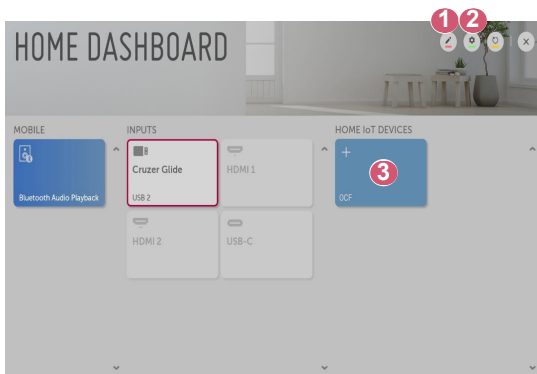 1 2
HOME DASHBOARD
MOBILE INPUTS HOME IoT DEVICES
Cruzer Glide HDMI 1
3
Bluetooth Audio Playback USB 2 OCF
HDMI 2 USB-C